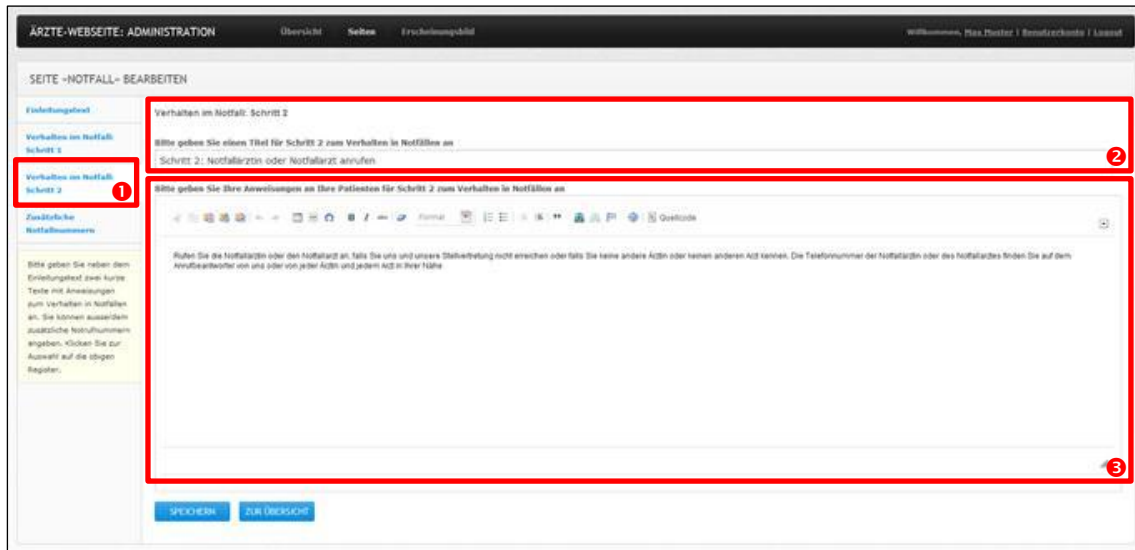 ÄRZTE-WEBSEITE: ADMINISTRATION Übersicht Seiten Erscheinungsbild Willkommen, Max Muster | Benutzerkonto | Logout
SEITE «NOTFALL» BEARBEITEN
Einleitungstext
Verhalten im Notfall:
Schritt 1
Verhalten im Notfall:
Schritt 2
1
Zusätzliche
Notfallnummern
Bitte geben Sie neben dem
Einleitungstext zwei kurze
Texte mit Anweisungen
zum Verhalten in Notfällen
an. Sie können ausserdem
zusätzliche Notrufnummern
angeben. Klicken Sie zur
Auswahl auf die obigen
Register.
Verhalten im Notfall: Schritt 2
Bitte geben Sie einen Titel für Schritt 2 zum Verhalten in Notfällen an
Schritt 2: Notfallärztin oder Notfallarzt anrufen
2
Bitte geben Sie Ihre Anweisungen an Ihre Patienten für Schritt 2 zum Verhalten in Notfällen an
B I Format Quellcode
Rufen Sie die Notfallärztin oder den Notfallarzt an, falls Sie uns und unsere Stellvertretung nicht erreichen oder falls Sie keine andere Ärztin oder keinen anderen Arzt kennen. Die Telefonnummer der Notfallärztin oder des Notfallarztes finden Sie auf dem
Anrufbeantworter von uns oder von jeder Ärztin und jedem Arzt in Ihrer Nähe
3
SPEICHERN ZUR ÜBERSICHT